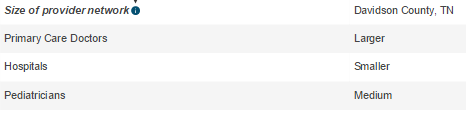 Size of provider network Davidson County, TN
Primary Care Doctors Larger
Hospitals Smaller
Pediatricians Medium